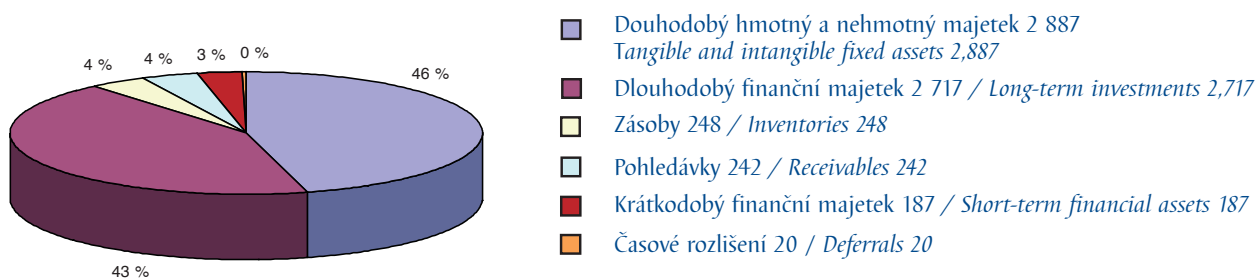 4 %
4 %
3 %
0 %
46 %
43 %
Douhodobý hmotný a nehmotný majetek 2 887
Tangible and intangible fixed assets 2,887
Dlouhodobý finanční majetek 2 717 / Long-term investments 2,717
Zásoby 248 / Inventories 248
Pohledávky 242 / Receivables 242
Krátkodobý finanční majetek 187 / Short-term financial assets 187
Časové rozlišení 20 / Deferrals 20